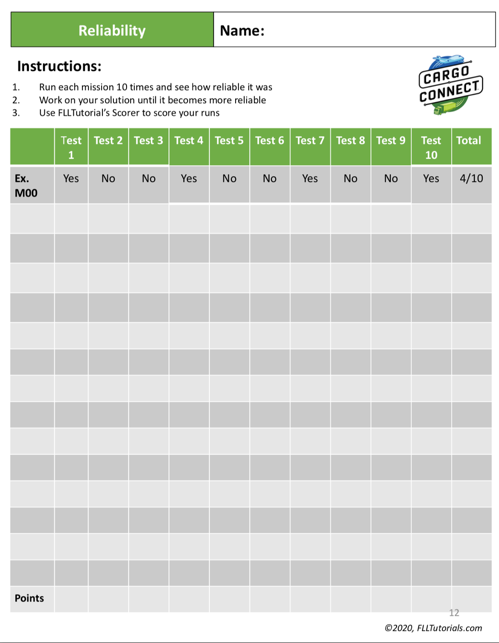 Reliability
Name:
Instructions:
1. Run each mission 10 times and see how reliable it was
2. Work on your solution until it becomes more reliable
3. Use FLLTutorial's Scorer to score your runs
CARGO
CONNECT
Test 1 Test 2 Test 3 Test 4 Test 5 Test 6 Test 7 Test 8 Test 9 Test 10 Total
Ex. M00 Yes No No Yes No No Yes No No Yes 4/10
Points
12
©2020, FLLTutorials.com